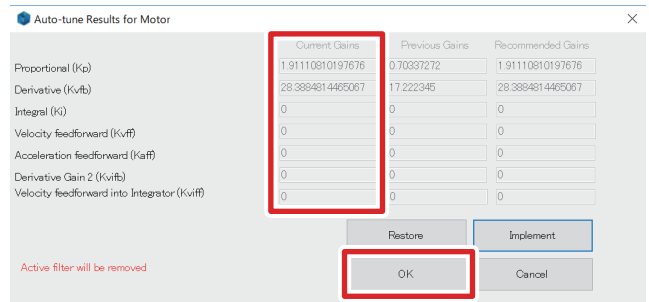 Auto-tune Results for Motor
Current Gains Previous Gains Recommended Gains
Proportional (Kp) 1.91110810197676 0.70337272 1.91110810197676
Derivative (Kvfb) 28.3884814465067 17.222345 28.3884814465067
Integral (Ki) 0 0 0
Velocity feedforward (Kvff) 0 0 0
Acceleration feedforward (Kaff) 0 0 0
Derivative Gain 2 (Kvifb) 0 0 0
Velocity feedforward into Integrator (Kviff) 0 0 0
Restore Implement
Active filter will be removed OK Cancel